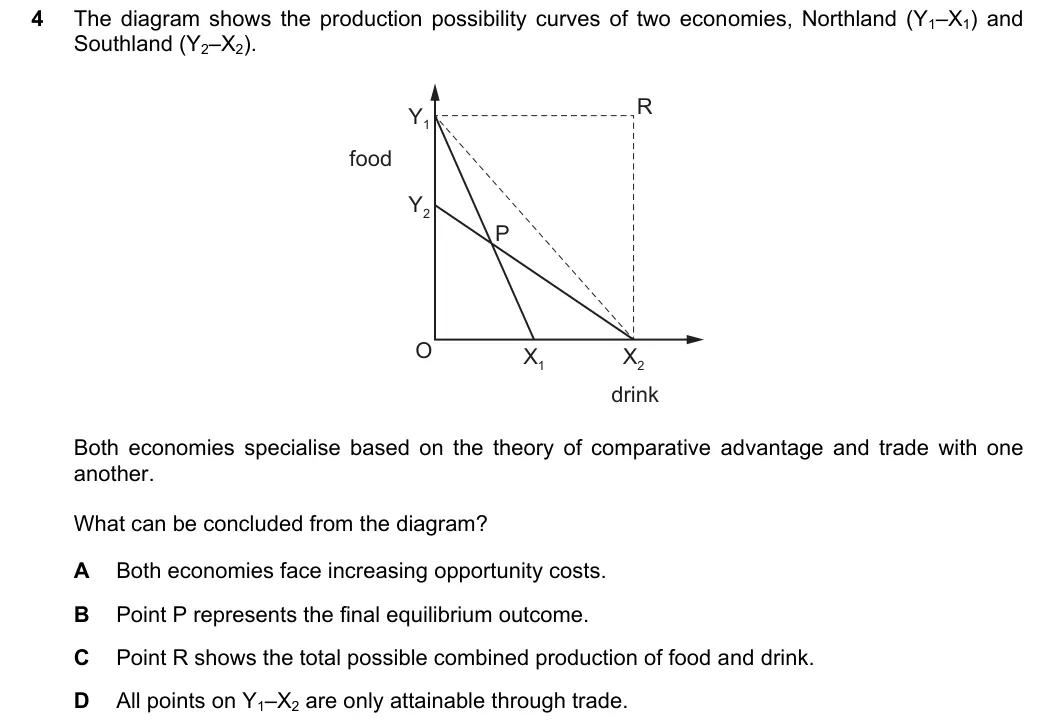 4 The diagram shows the production possibility curves of two economies, Northland (Y₁–X₁) and
Southland (Y₂–X₂).
R
Y₁
food
Y₂
P
O
X₁
X₂
drink
Both economies specialise based on the theory of comparative advantage and trade with one
another.
What can be concluded from the diagram?
A Both economies face increasing opportunity costs.
B Point P represents the final equilibrium outcome.
C Point R shows the total possible combined production of food and drink.
D All points on Y₁–X₂ are only attainable through trade.